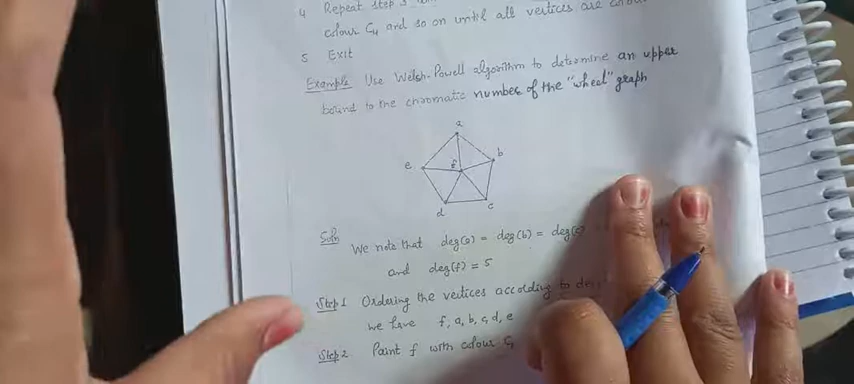 4 Repeat Step 3
colour C4 and so on until all vertices are
5 Exit
Example Use Welsh-Powell algorithm to determine an upper
bound to the chromatic number of the "wheel" graph
a
b
e
f
c
d
Soln We note that deg(a) = deg(b) = deg(c)
and deg(f) = 5
Step 1 Ordering the vertices according to
we have f, a, b, c, d, e
Step 2 Paint f with colour C1